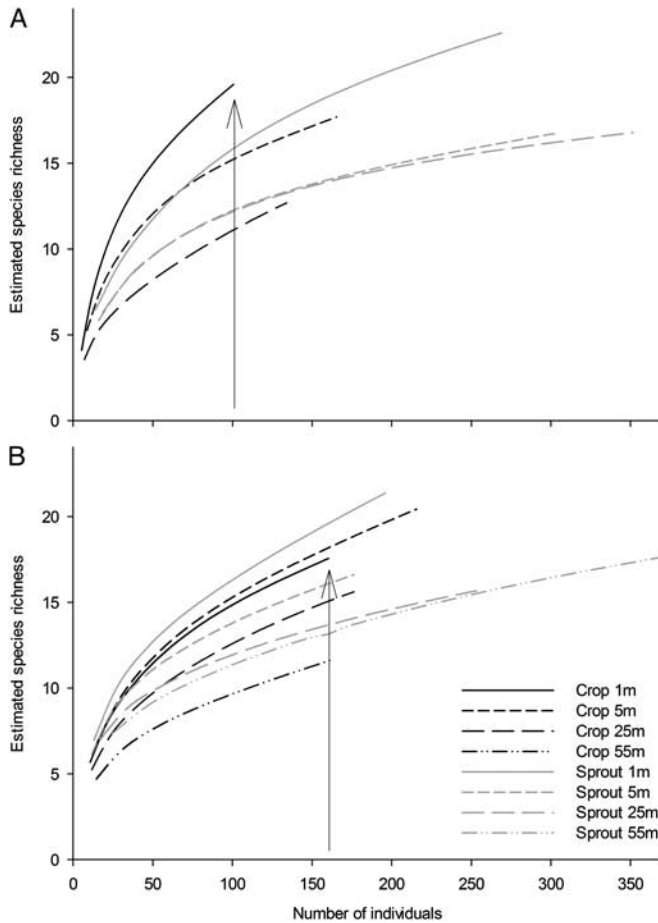 A
Estimated species richness
20
15
10
5
0
B
Estimated species richness
20
15
10
5
0
Crop 1m
Crop 5m
Crop 25m
Crop 55m
Sprout 1m
Sprout 5m
Sprout 25m
Sprout 55m
0 50 100 150 200 250 300 350
Number of individuals